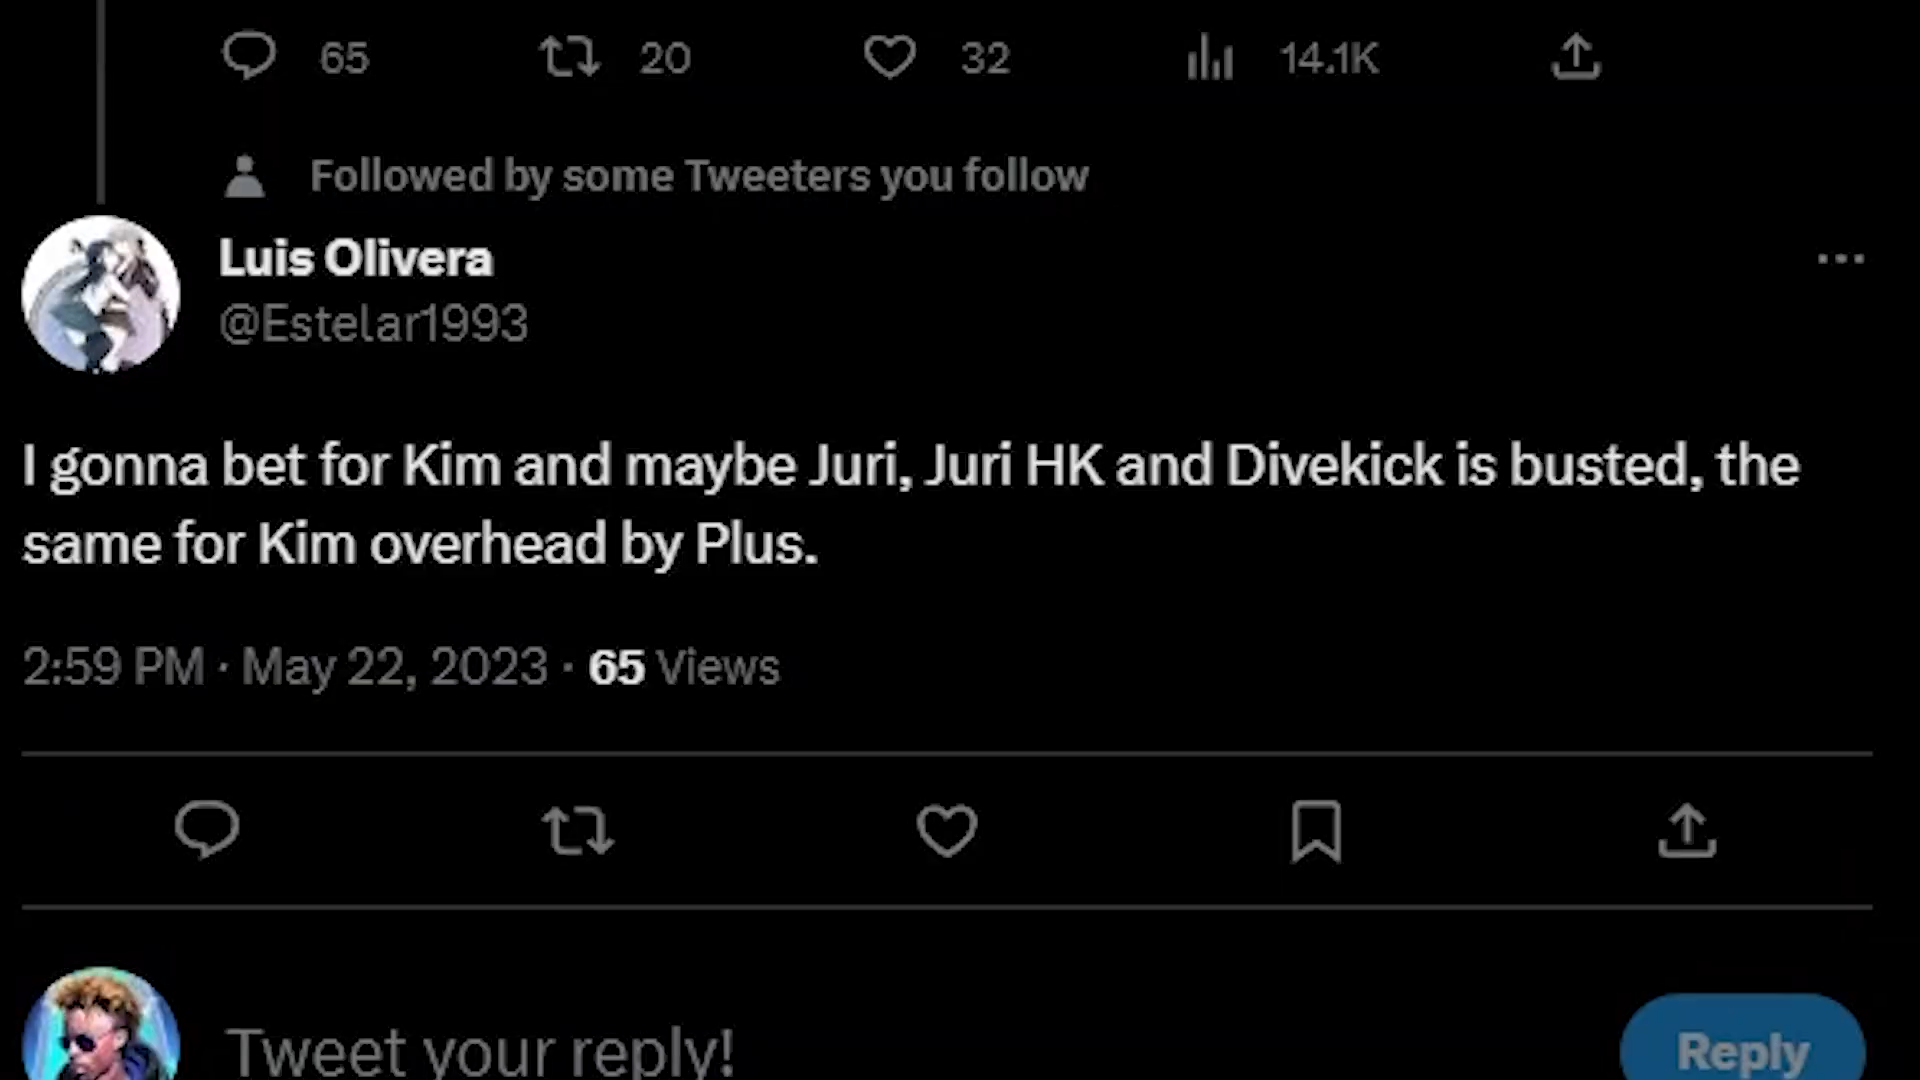 65 20 32 14.1K
Followed by some Tweeters you follow
Luis Olivera
@Estelar1993
I gonna bet for Kim and maybe Juri, Juri HK and Divekick is busted, the
same for Kim overhead by Plus.
2:59 PM · May 22, 2023 · 65 Views
Tweet your reply!
Reply